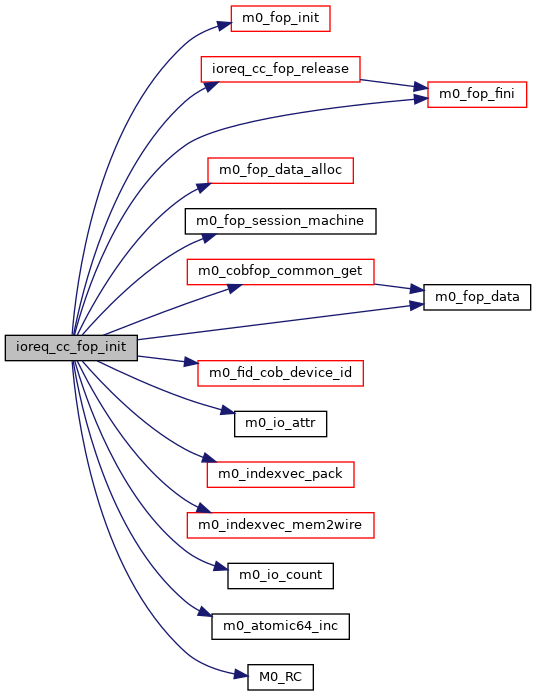 m0_fop_init
ioreq_cc_fop_release
m0_fop_fini
m0_fop_data_alloc
m0_fop_session_machine
m0_cobfop_common_get
m0_fop_data
ioreq_cc_fop_init
m0_fid_cob_device_id
m0_io_attr
m0_indexvec_pack
m0_indexvec_mem2wire
m0_io_count
m0_atomic64_inc
M0_RC